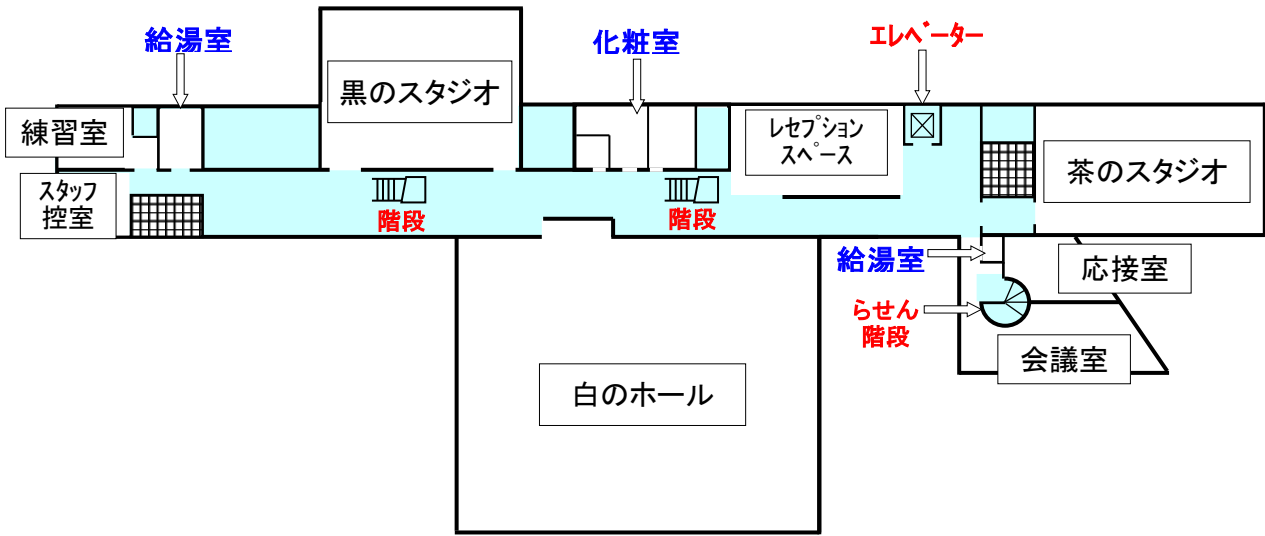 給湯室
化粧室
エレベーター
黒のスタジオ
練習室
レセプション
スペース
茶のスタジオ
スタッフ
控室
階段
階段
給湯室
応接室
らせん
階段
会議室
白のホール